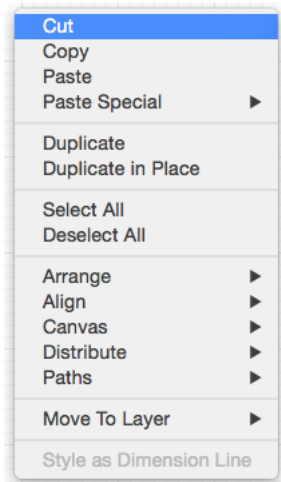 Cut
Copy
Paste
Paste Special
Duplicate
Duplicate in Place
Select All
Deselect All
Arrange
Align
Canvas
Distribute
Paths
Move To Layer
Style as Dimension Line